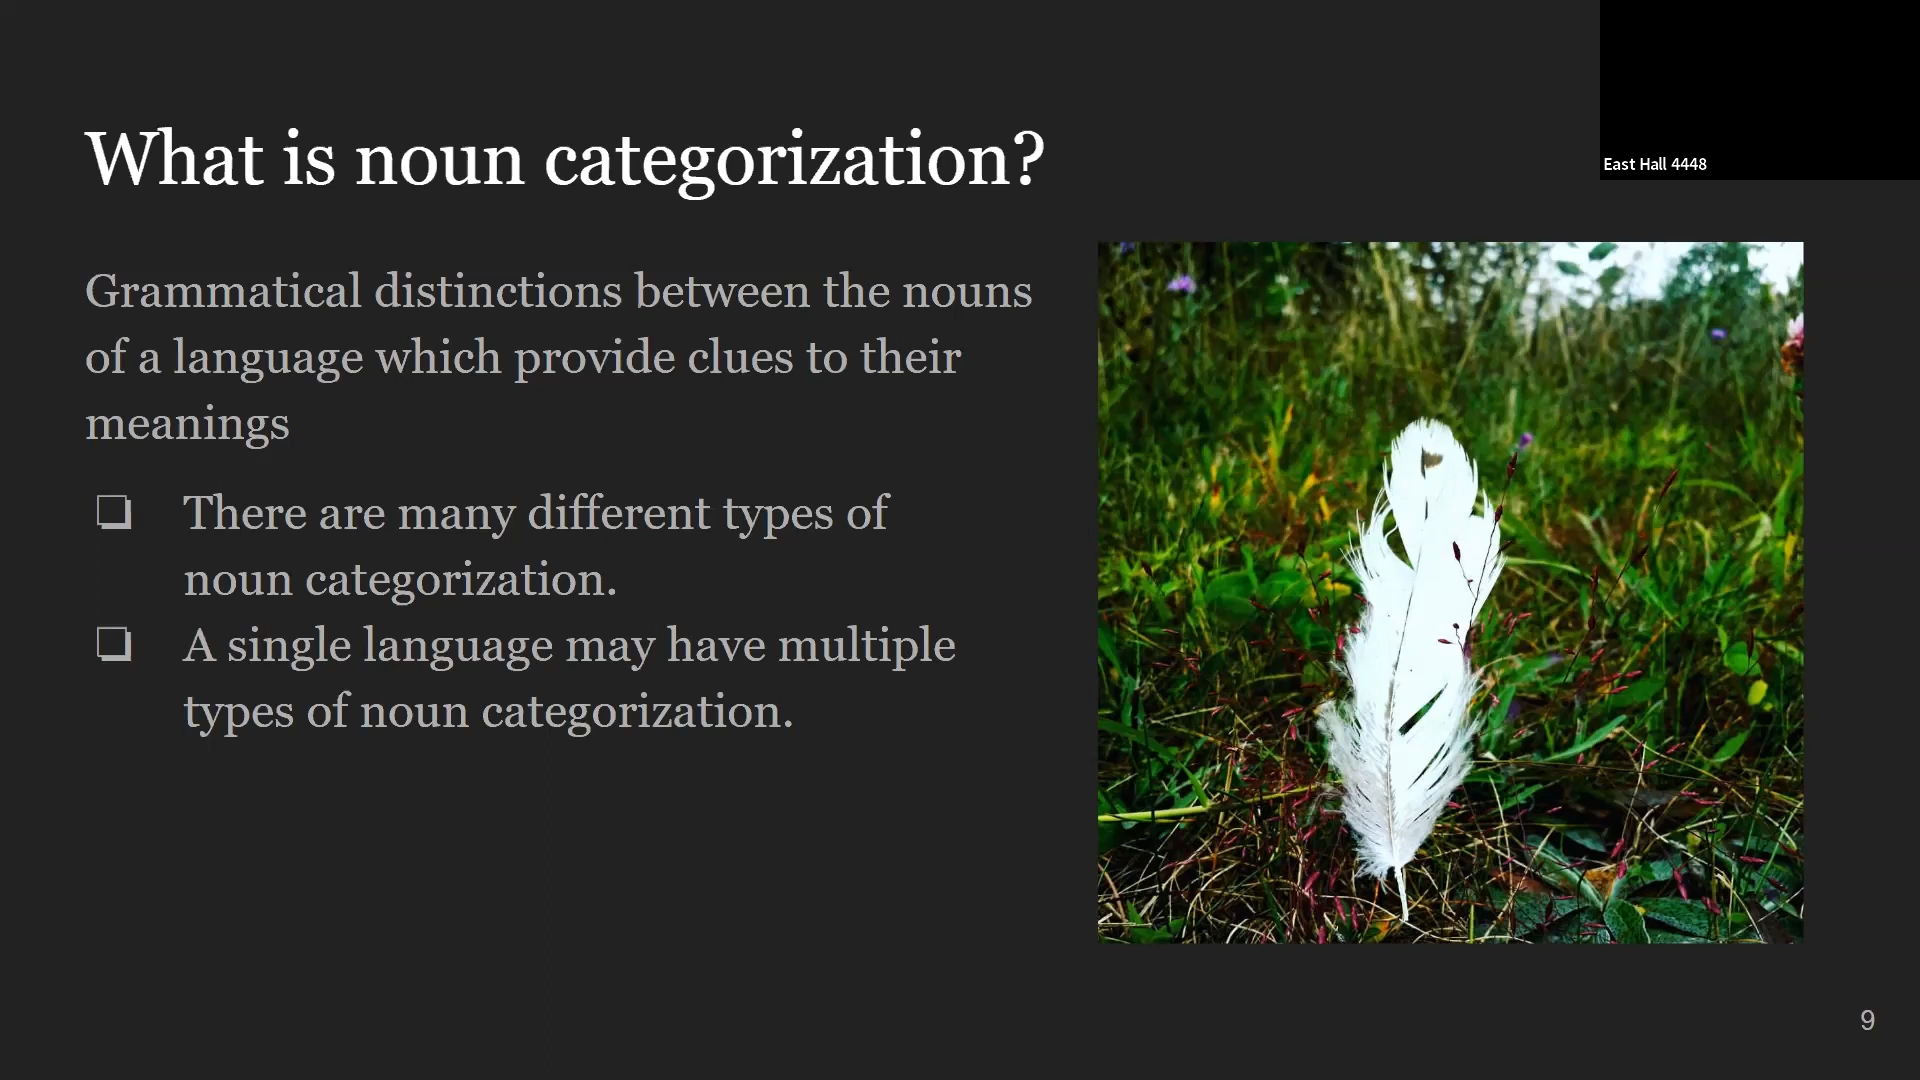 What is noun categorization?
East Hall 4448
Grammatical distinctions between the nouns
of a language which provide clues to their
meanings
❏ There are many different types of
noun categorization.
❏ A single language may have multiple
types of noun categorization.
9